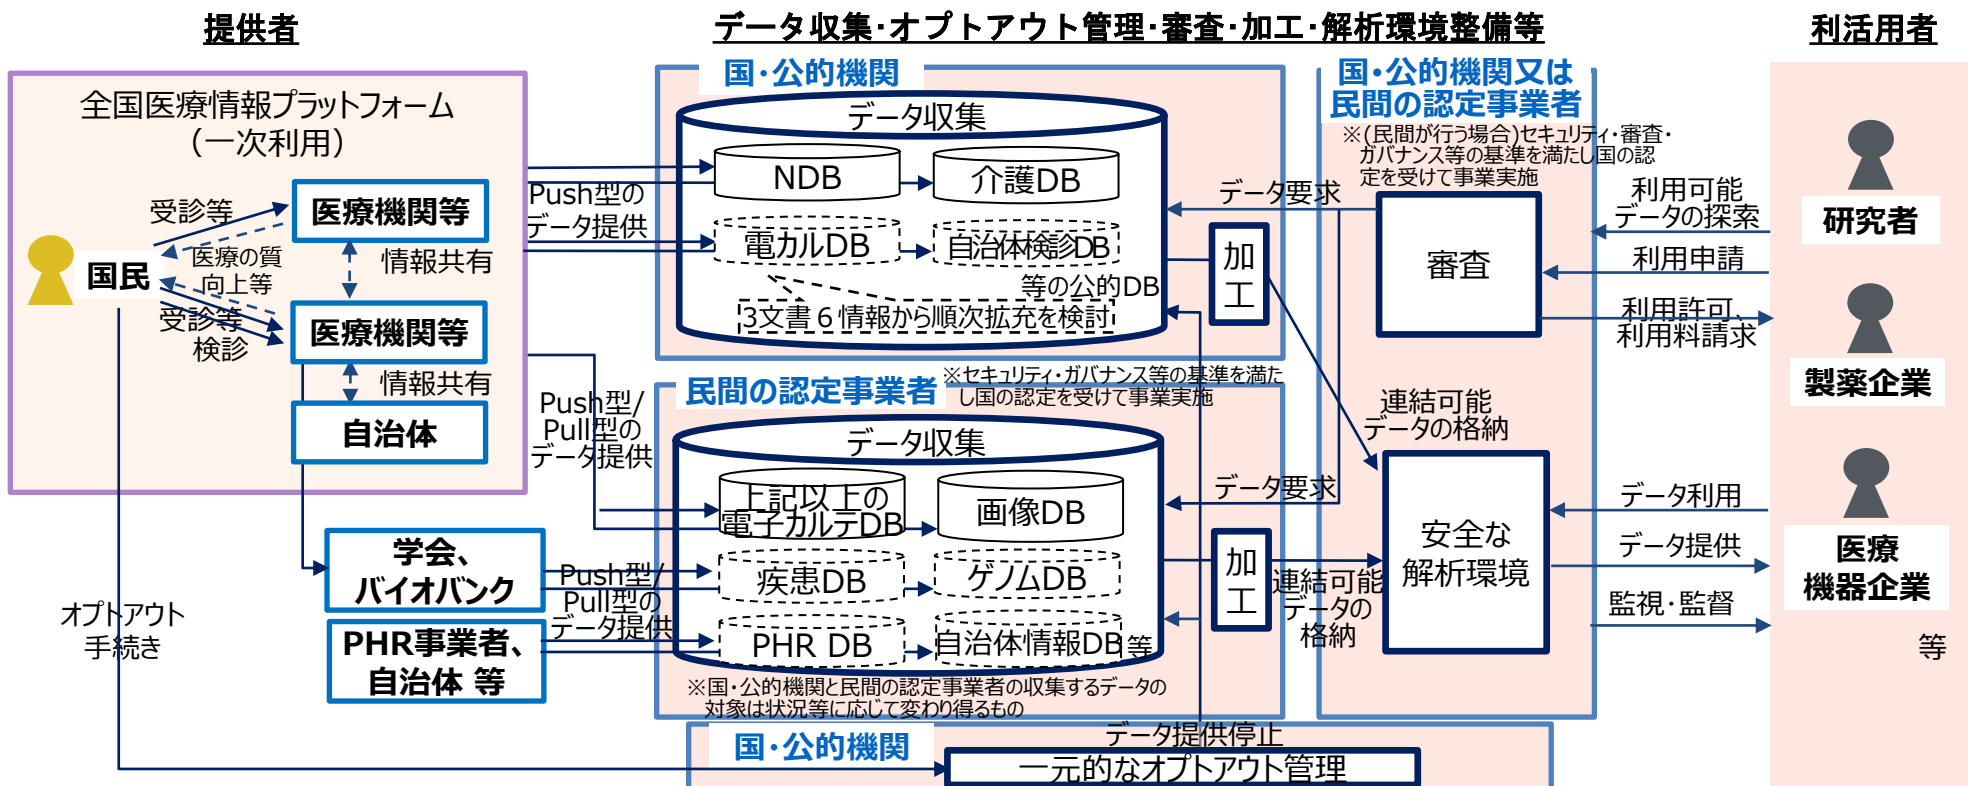 提供者
データ収集・オプトアウト管理・審査・加工・解析環境整備等
利活用者
全国医療情報プラットフォーム
（一次利用）
国民
受診等
医療の質
向上等
受診等
検診
医療機関等
情報共有
医療機関等
情報共有
自治体
オプトアウト
手続き
学会、
バイオバンク
PHR事業者、
自治体 等
Push型の
データ提供
Push型/
Pull型の
データ提供
Push型/
Pull型の
データ提供
国・公的機関
データ収集
NDB
介護DB
電カルDB
自治体検診DB
等の公的DB
3文書６情報から順次拡充を検討
加
工
データ要求
民間の認定事業者
※セキュリティ・ガバナンス等の基準を満た
し国の認定を受けて事業実施
データ収集
上記以上の
電子カルテDB
画像DB
疾患DB
ゲノムDB
PHR DB
自治体情報DB
等
※国・公的機関と民間の認定事業者の収集するデータの
対象は状況等に応じて変わり得るもの
加
工
データ要求
連結可能
データの格納
連結可能
データの
格納
国・公的機関
データ提供停止
一元的なオプトアウト管理
国・公的機関又は
民間の認定事業者
※(民間が行う場合)セキュリティ・審査・
ガバナンス等の基準を満たし国の認
定を受けて事業実施
審査
安全な
解析環境
利用可能
データの探索
利用申請
利用許可、
利用料請求
データ利用
データ提供
監視・監督
研究者
製薬企業
医療
機器企業
等